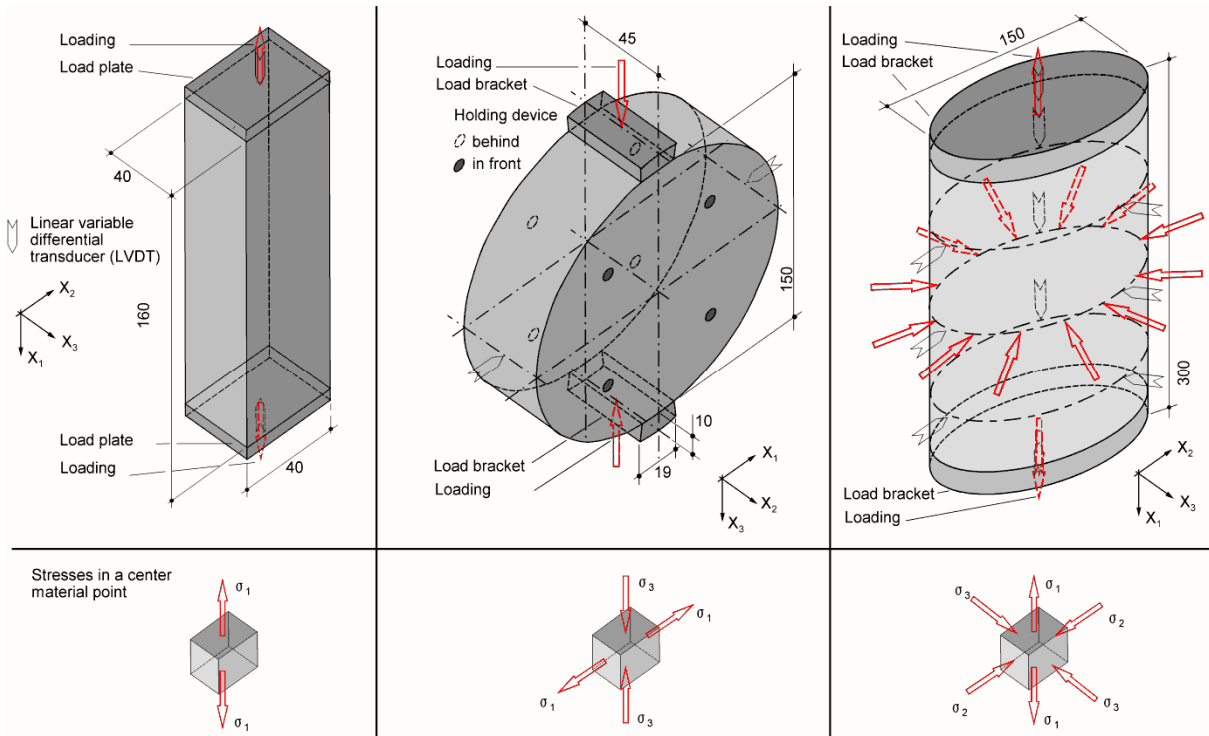 Loading
Load plate
40
Linear variable
differential
transducer (LVDT)
X2
X3
X1
160
Load plate
Loading
40
45
Loading
Load bracket
Holding device
behind
in front
150
10
19
Load bracket
Loading
X1
X2
X3
150
Loading
Load bracket
300
Load bracket
Loading
X2
X3
X1
Stresses in a center
material point
σ1
σ1
σ3
σ1
σ1
σ3
σ3
σ1
σ2
σ2
σ1
σ3